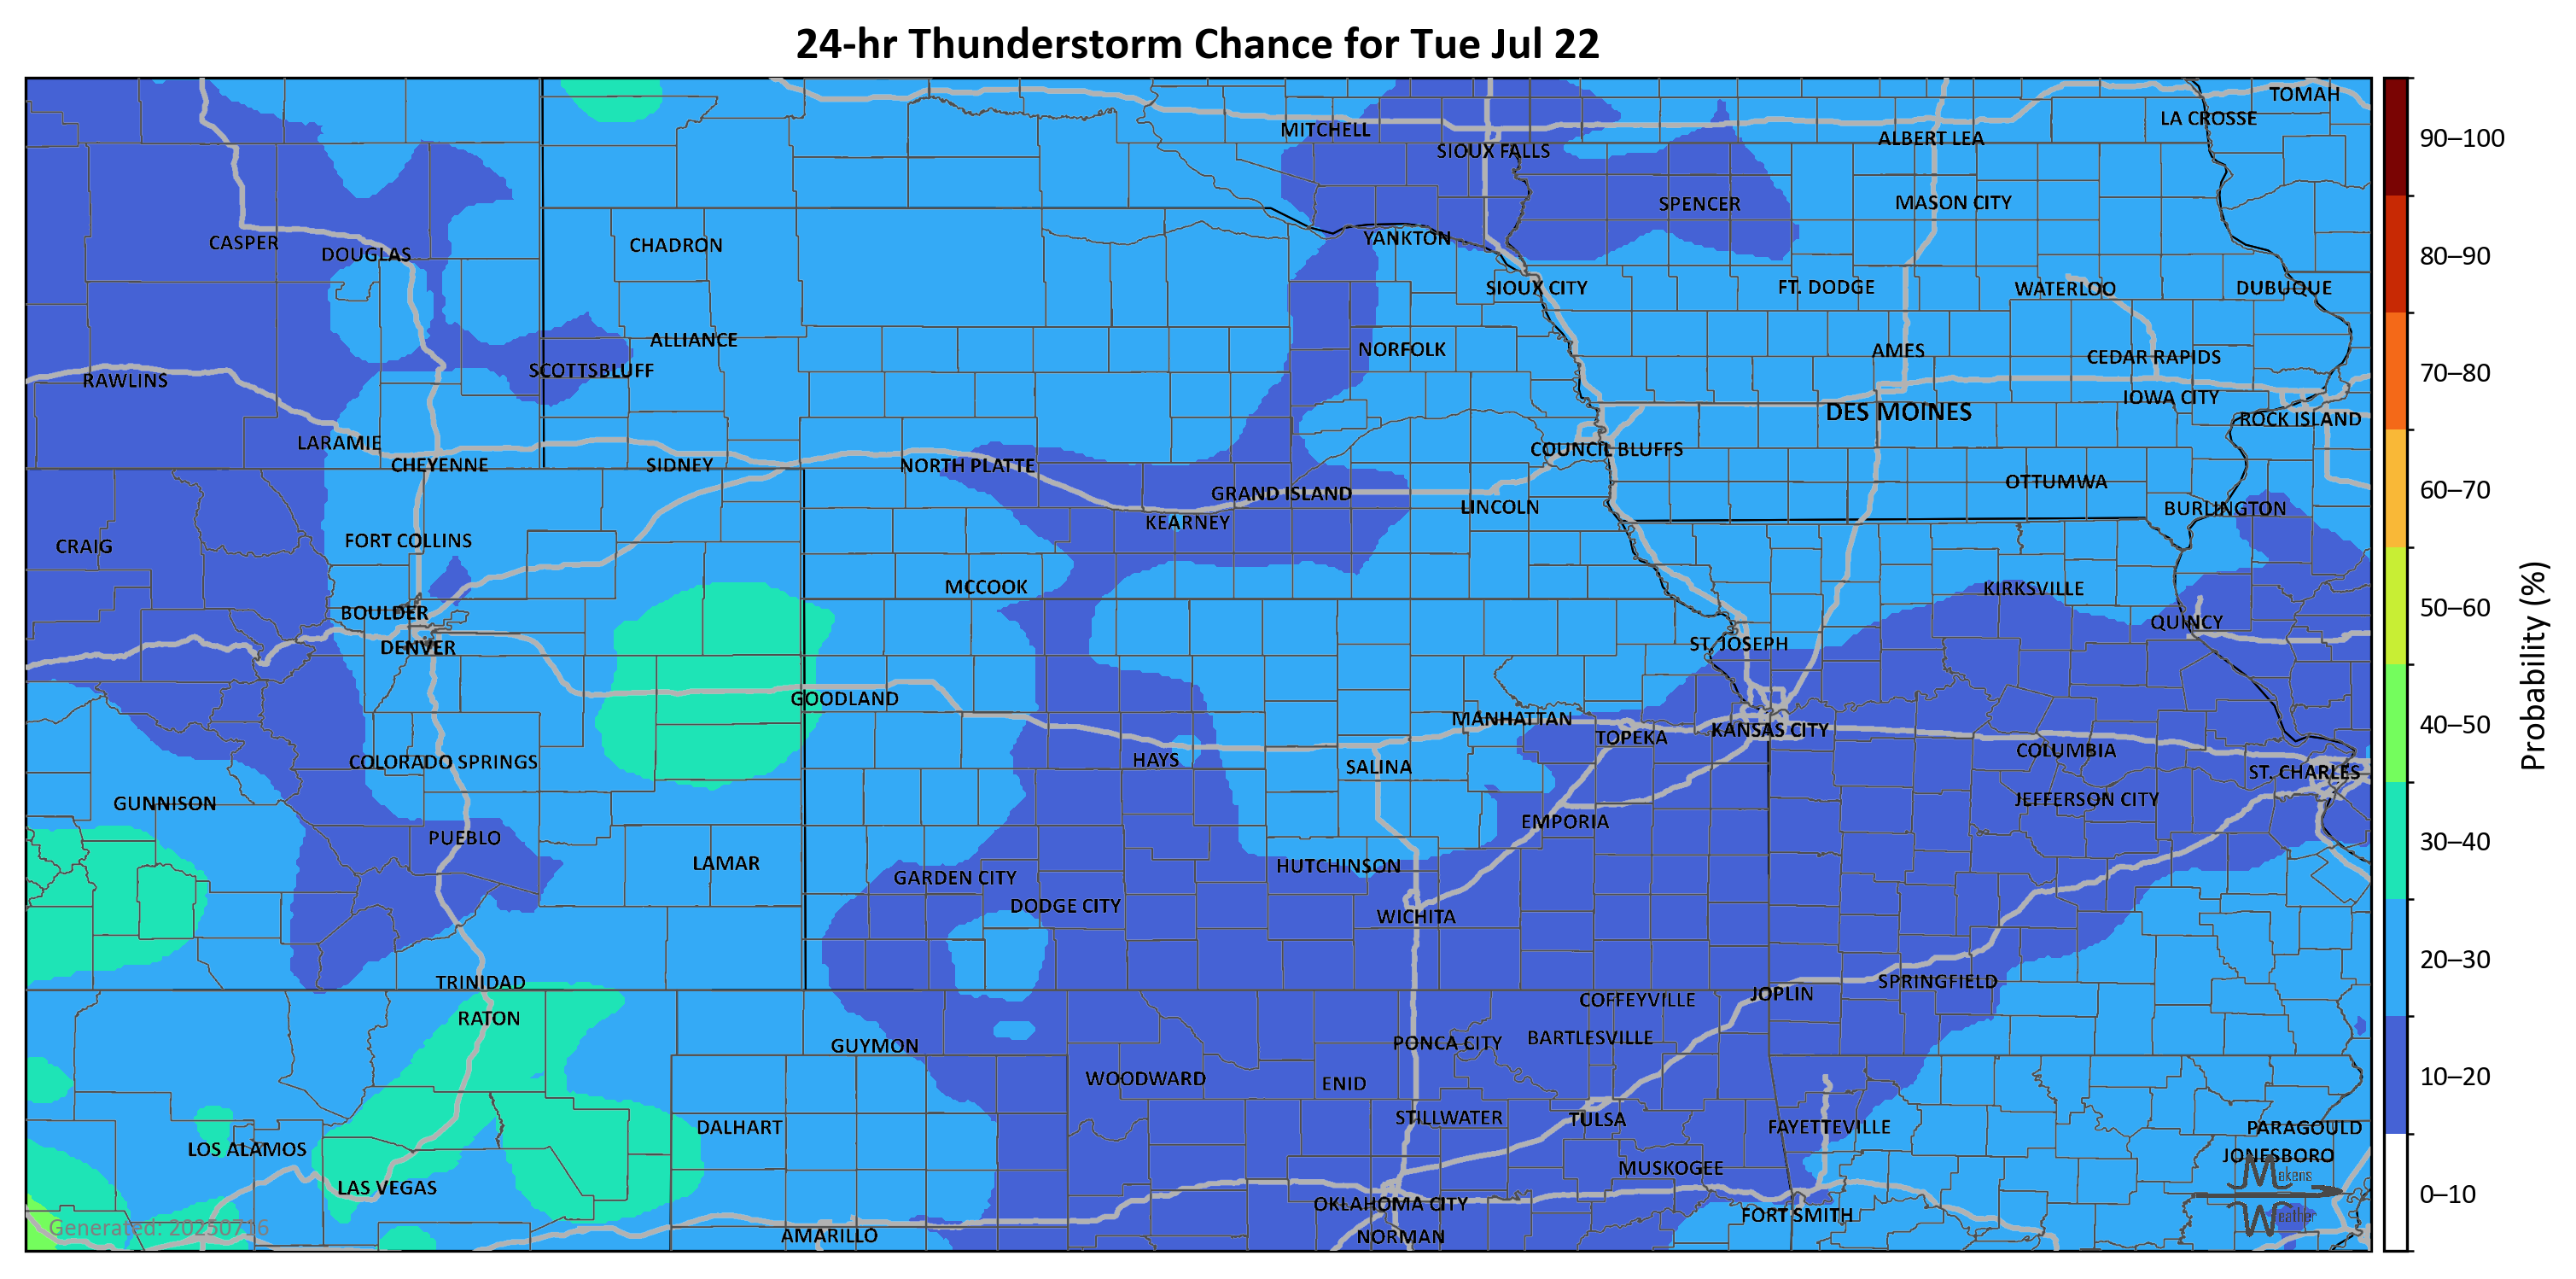 24-hr Thunderstorm Chance for Tue Jul 22
TOMAH
LA CROSSE
MITCHELL
ALBERT LEA
SIOUX FALLS
SPENCER
MASON CITY
CASPER
DOUGLAS
CHADRON
YANKTON
SIOUX CITY
FT. DODGE
WATERLOO
DUBUQUE
ALLIANCE
NORFOLK
AMES
CEDAR RAPIDS
SCOTTSBLUFF
RAWLINS
IOWA CITY
DES MOINES
ROCK ISLAND
LARAMIE
COUNCIL BLUFFS
CHEYENNE
SIDNEY
NORTH PLATTE
OTTUMWA
GRAND ISLAND
LINCOLN
BURLINGTON
KEARNEY
FORT COLLINS
CRAIG
MCCOOK
KIRKSVILLE
BOULDER
QUINCY
DENVER
ST. JOSEPH
GOODLAND
MANHATTAN
TOPEKA
KANSAS CITY
COLUMBIA
COLORADO SPRINGS
HAYS
SALINA
ST. CHARLES
GUNNISON
JEFFERSON CITY
EMPORIA
PUEBLO
LAMAR
HUTCHINSON
GARDEN CITY
DODGE CITY
WICHITA
TRINIDAD
SPRINGFIELD
JOPLIN
COFFEYVILLE
RATON
GUYMON
PONCA CITY
BARTLESVILLE
WOODWARD
ENID
STILLWATER
TULSA
DALHART
FAYETTEVILLE
PARAGOULD
LOS ALAMOS
JONESBORO
MUSKOGEE
LAS VEGAS
OKLAHOMA CITY
FORT SMITH
AMARILLO
NORMAN
Generated: 20250716
Makens
Weather
90–100
80–90
70–80
60–70
50–60
40–50
30–40
20–30
10–20
0–10
Probability (%)